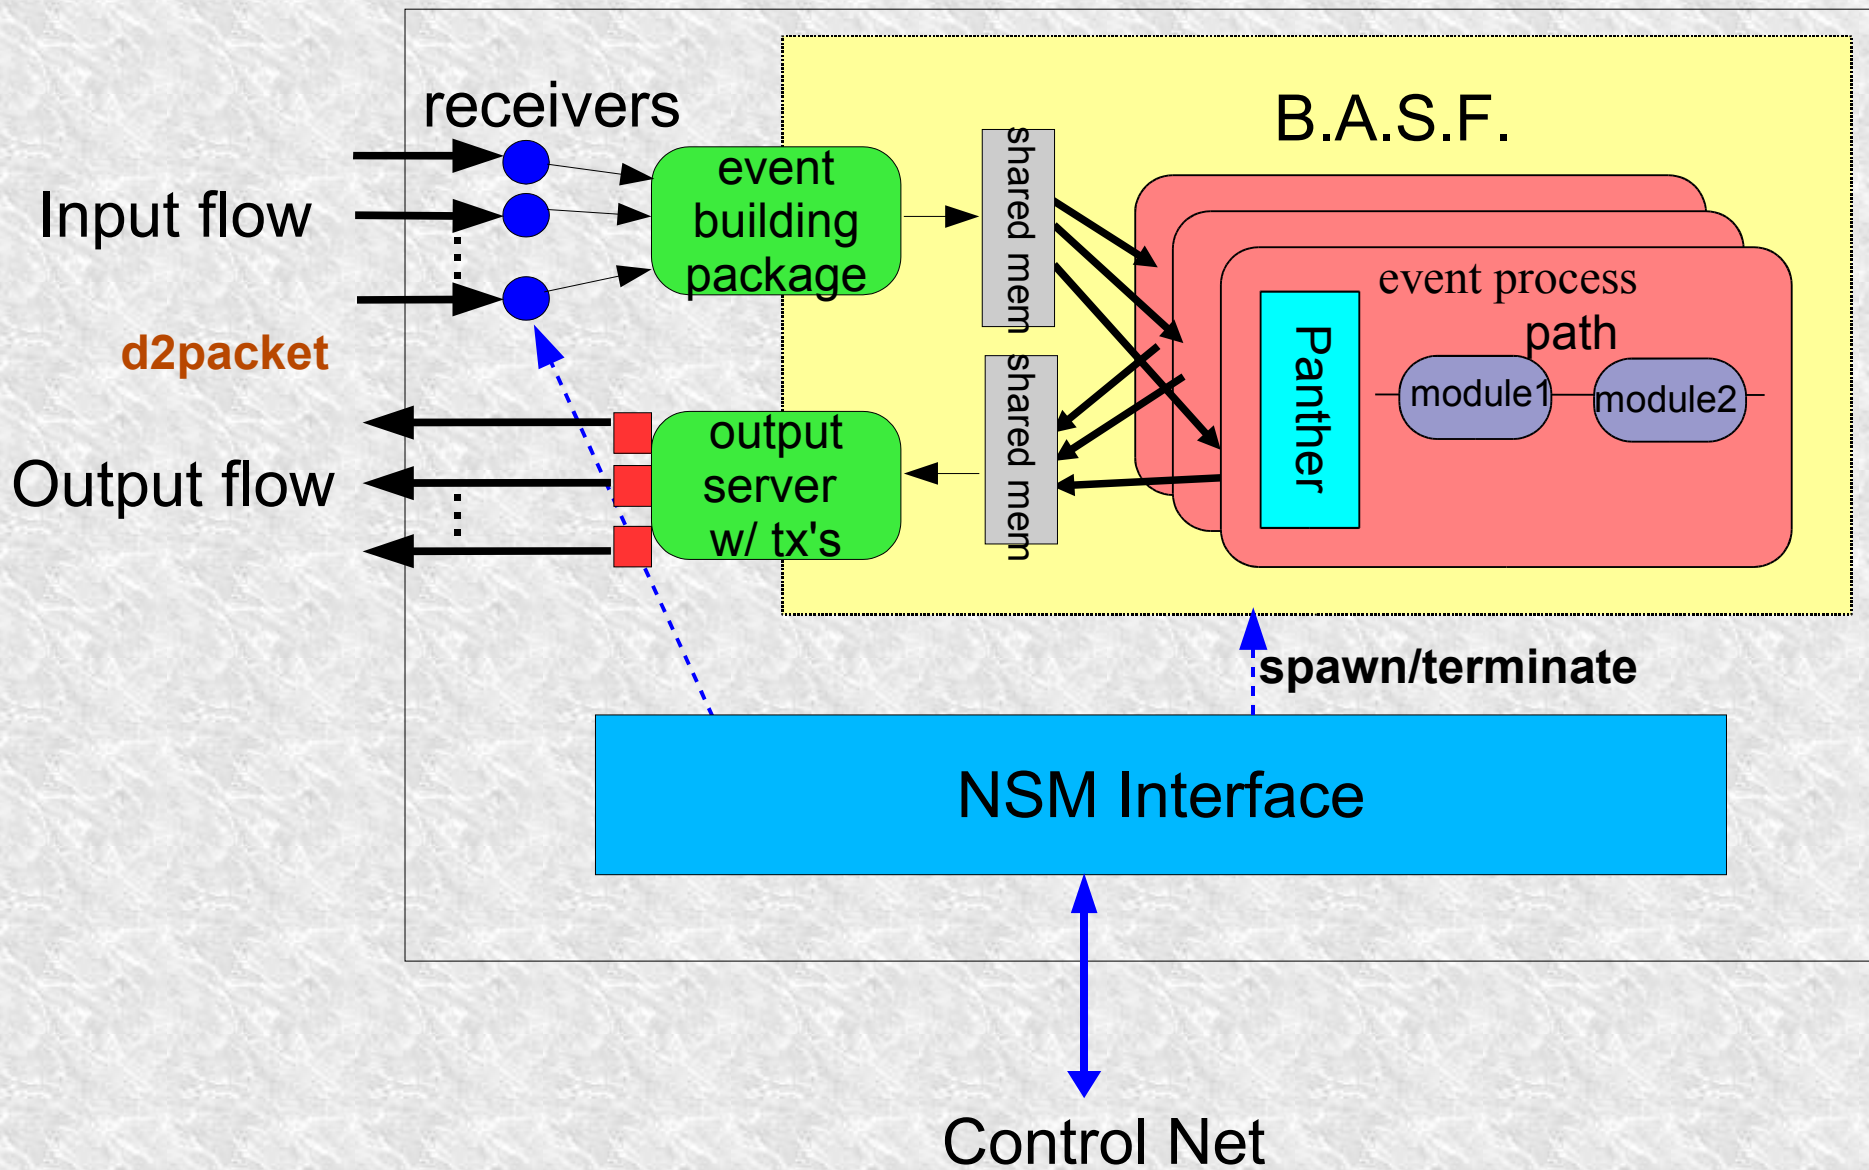 receivers
B.A.S.F.
Input flow
event
building
package
shared mem
event process
path
Panther
module1
module2
d2packet
Output flow
output
server
w/ tx's
shared mem
spawn/terminate
NSM Interface
Control Net